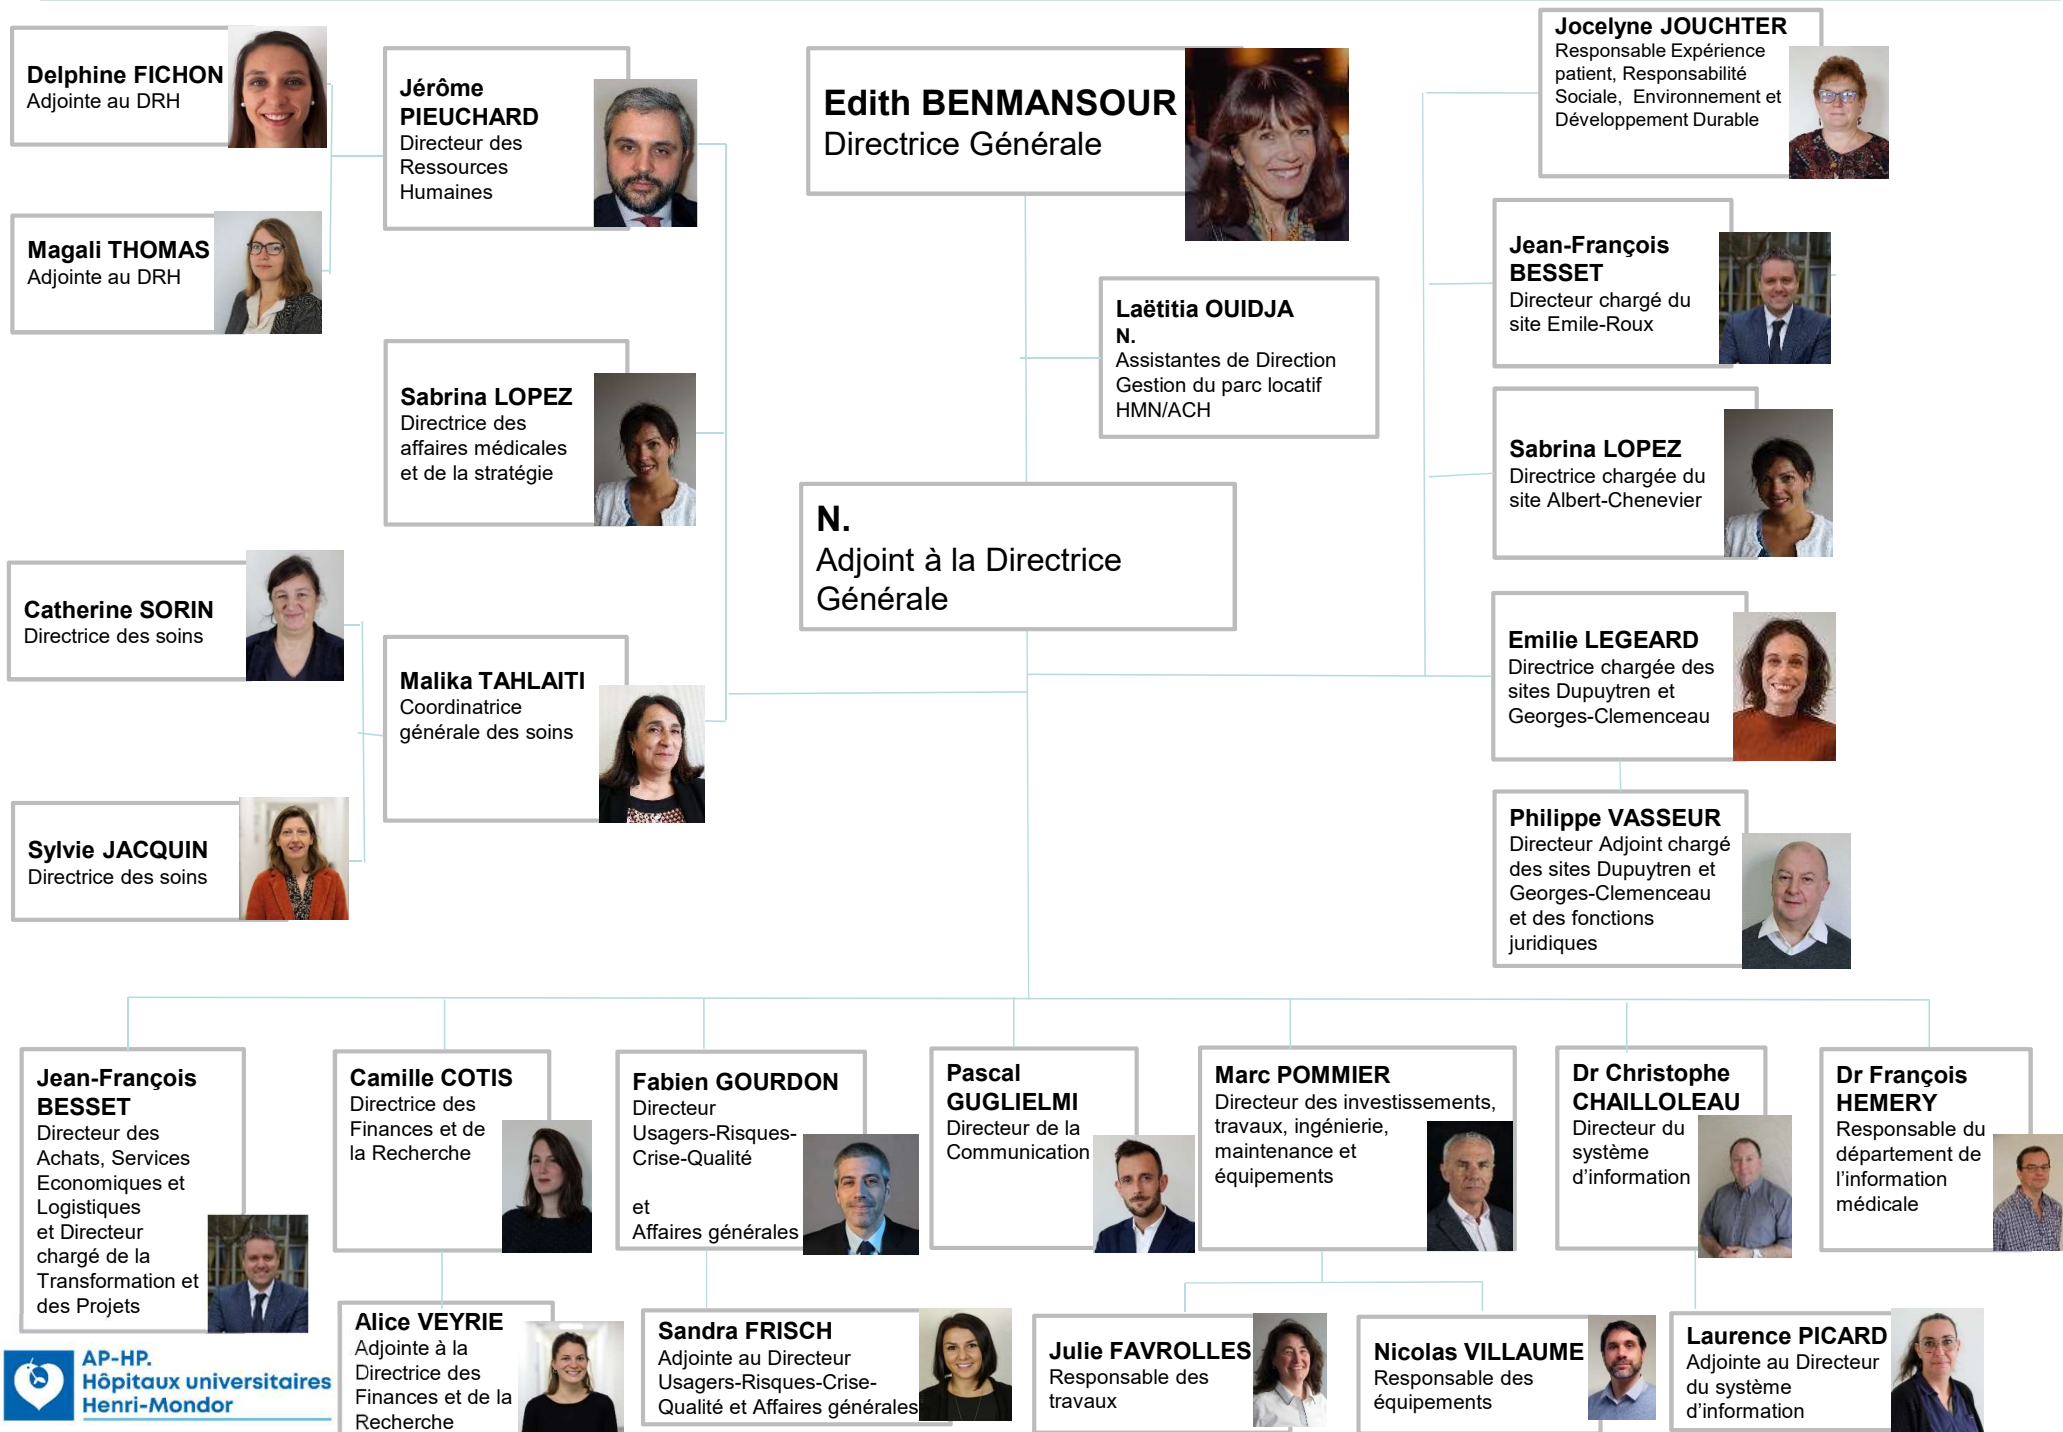 Delphine FICHON
Adjointe au DRH
Magali THOMAS
Adjointe au DRH
Jérôme
PIEUCHARD
Directeur des
Ressources
Humaines
Sabrina LOPEZ
Directrice des
affaires médicales
et de la stratégie
Catherine SORIN
Directrice des soins
Malika TAHLAITI
Coordinatrice
générale des soins
Sylvie JACQUIN
Directrice des soins
Edith BENMANSOUR
Directrice Générale
Laëtitia OUIDJA
N.
Assistantes de Direction
Gestion du parc locatif
HMN/ACH
N.
Adjoint à la Directrice
Générale
Jocelyne JOUCHTER
Responsable Expérience
patient, Responsabilité
Sociale, Environnement et
Développement Durable
Jean-François
BESSET
Directeur chargé du
site Emile-Roux
Sabrina LOPEZ
Directrice chargée du
site Albert-Chenevier
Emilie LEGEARD
Directrice chargée des
sites Dupuytren et
Georges-Clemenceau
Philippe VASSEUR
Directeur Adjoint chargé
des sites Dupuytren et
Georges-Clemenceau
et des fonctions
juridiques
Jean-François
BESSET
Directeur des
Achats, Services
Economiques et
Logistiques
et Directeur
chargé de la
Transformation et
des Projets
Camille COTIS
Directrice des
Finances et de
la Recherche
Fabien GOURDON
Directeur
Usagers-Risques-
Crise-Qualité
et
Affaires générales
Pascal
GUGLIELMI
Directeur de la
Communication
Marc POMMIER
Directeur des investissements,
travaux, ingénierie,
maintenance et
équipements
Dr Christophe
CHAILLOLEAU
Directeur du
système
d’information
Dr François
HEMERY
Responsable du
département de
l’information
médicale
Alice VEYRIE
Adjointe à la
Directrice des
Finances et de la
Recherche
Sandra FRISCH
Adjointe au Directeur
Usagers-Risques-Crise-
Qualité et Affaires générales
Julie FAVROLLES
Responsable des
travaux
Nicolas VILLAUME
Responsable des
équipements
Laurence PICARD
Adjointe au Directeur
du système
d’information
AP-HP.
Hôpitaux universitaires
Henri-Mondor